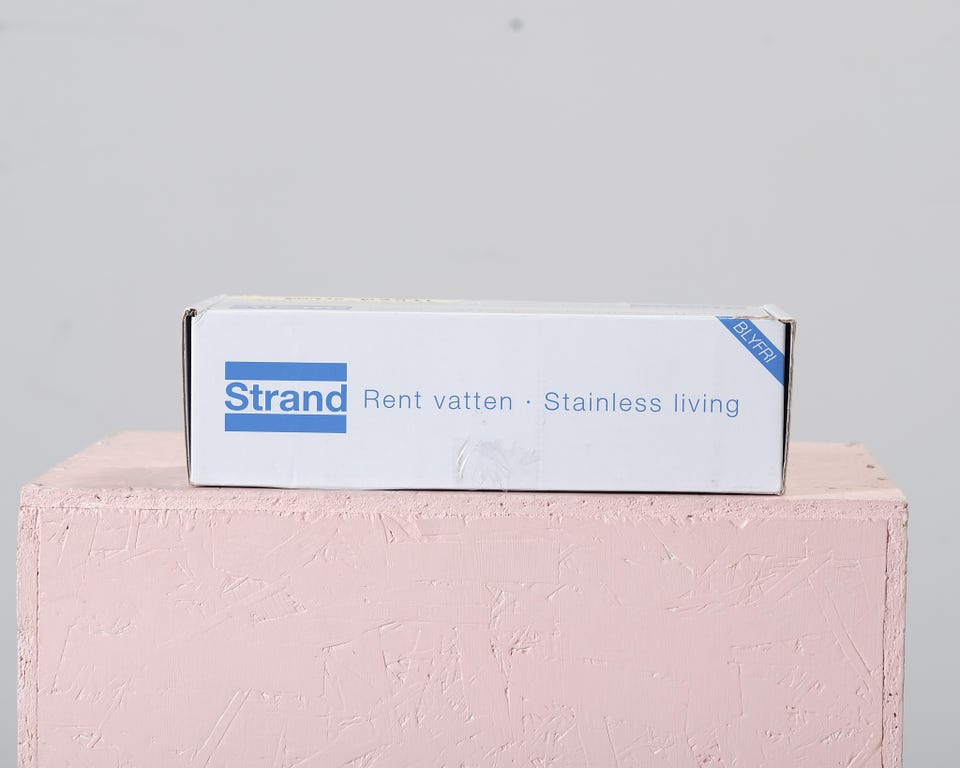 BLYFRI
Strand
Rent vatten · Stainless living